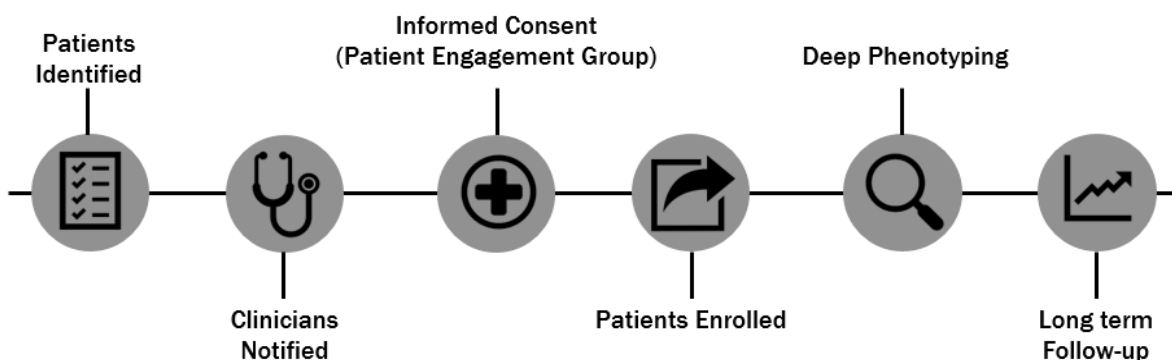 Patients
Identified
Clinicians
Notified
Informed Consent
(Patient Engagement Group)
Patients Enrolled
Deep Phenotyping
Long term
Follow-up